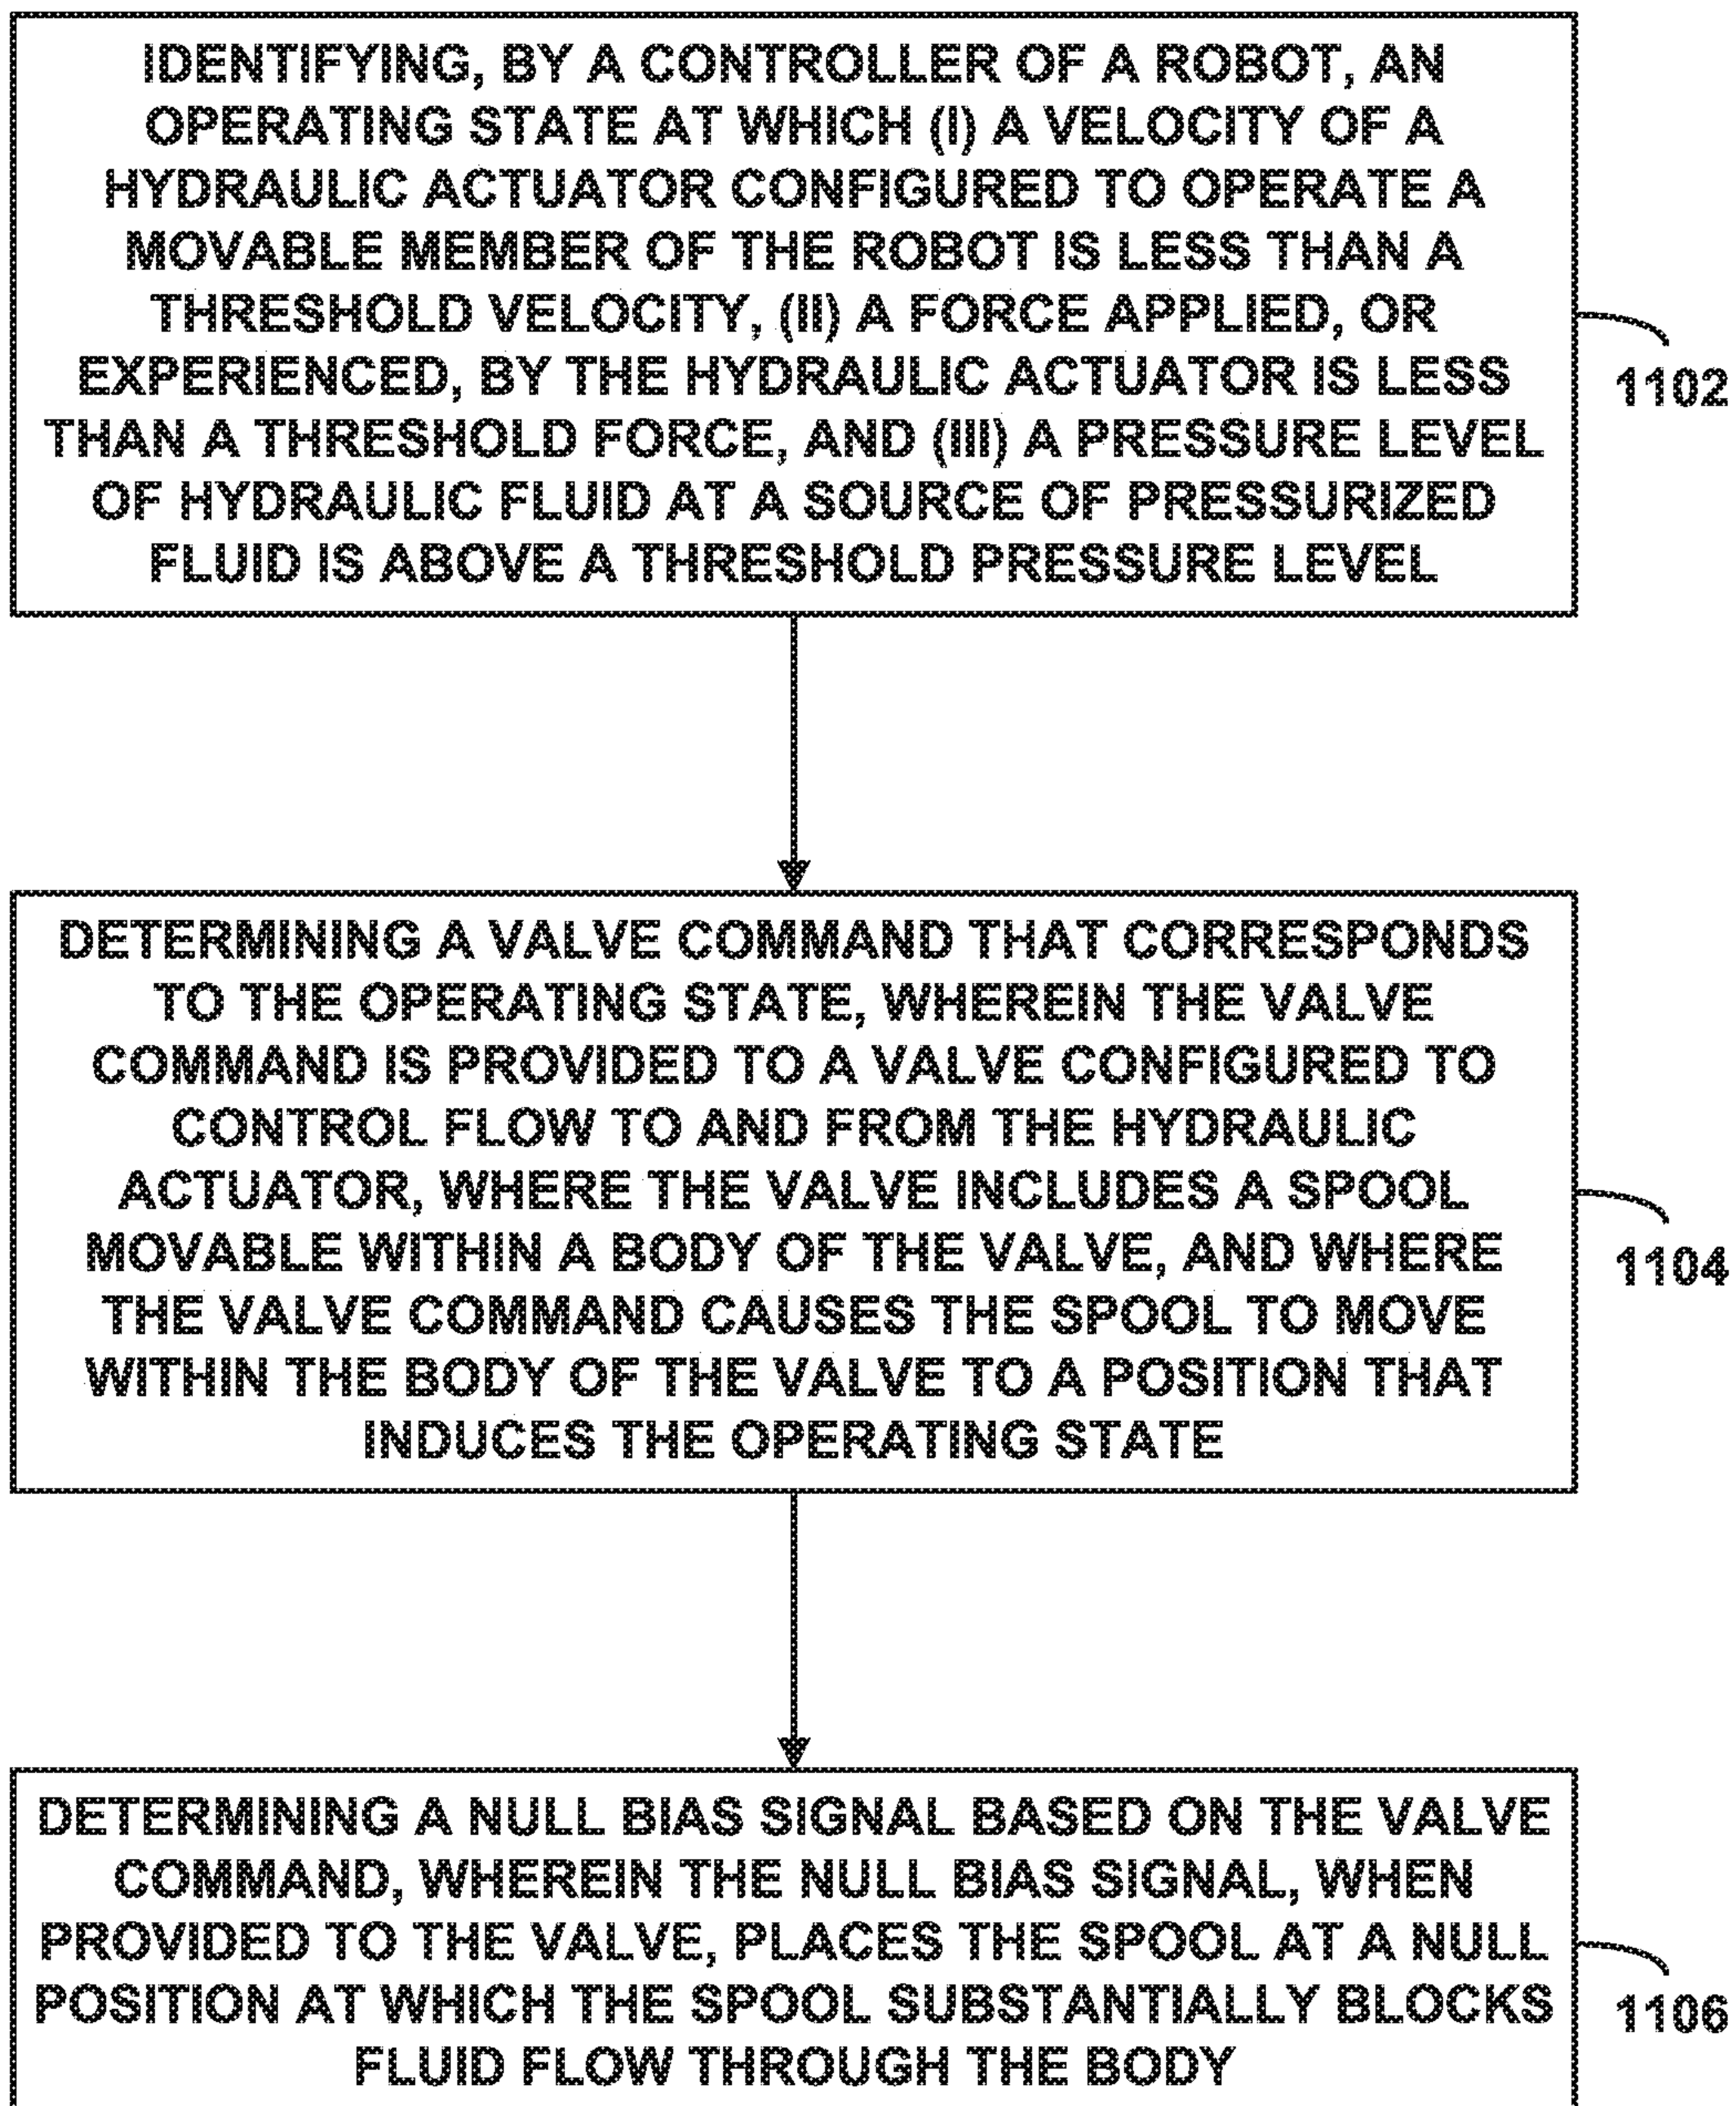 IDENTIFYING, BY A CONTROLLER OF A ROBOT, AN
OPERATING STATE AT WHICH (I) A VELOCITY OF A
HYDRAULIC ACTUATOR CONFIGURED TO OPERATE A
MOVABLE MEMBER OF THE ROBOT IS LESS THAN A
THRESHOLD VELOCITY, (II) A FORCE APPLIED, OR
EXPERIENCED, BY THE HYDRAULIC ACTUATOR IS LESS
THAN A THRESHOLD FORCE, AND (III) A PRESSURE LEVEL
OF HYDRAULIC FLUID AT A SOURCE OF PRESSURIZED
FLUID IS ABOVE A THRESHOLD PRESSURE LEVEL
1102
DETERMINING A VALVE COMMAND THAT CORRESPONDS
TO THE OPERATING STATE, WHEREIN THE VALVE
COMMAND IS PROVIDED TO A VALVE CONFIGURED TO
CONTROL FLOW TO AND FROM THE HYDRAULIC
ACTUATOR, WHERE THE VALVE INCLUDES A SPOOL
MOVABLE WITHIN A BODY OF THE VALVE, AND WHERE
THE VALVE COMMAND CAUSES THE SPOOL TO MOVE
WITHIN THE BODY OF THE VALVE TO A POSITION THAT
INDUCES THE OPERATING STATE
1104
DETERMINING A NULL BIAS SIGNAL BASED ON THE VALVE
COMMAND, WHEREIN THE NULL BIAS SIGNAL, WHEN
PROVIDED TO THE VALVE, PLACES THE SPOOL AT A NULL
POSITION AT WHICH THE SPOOL SUBSTANTIALLY BLOCKS
FLUID FLOW THROUGH THE BODY
1106